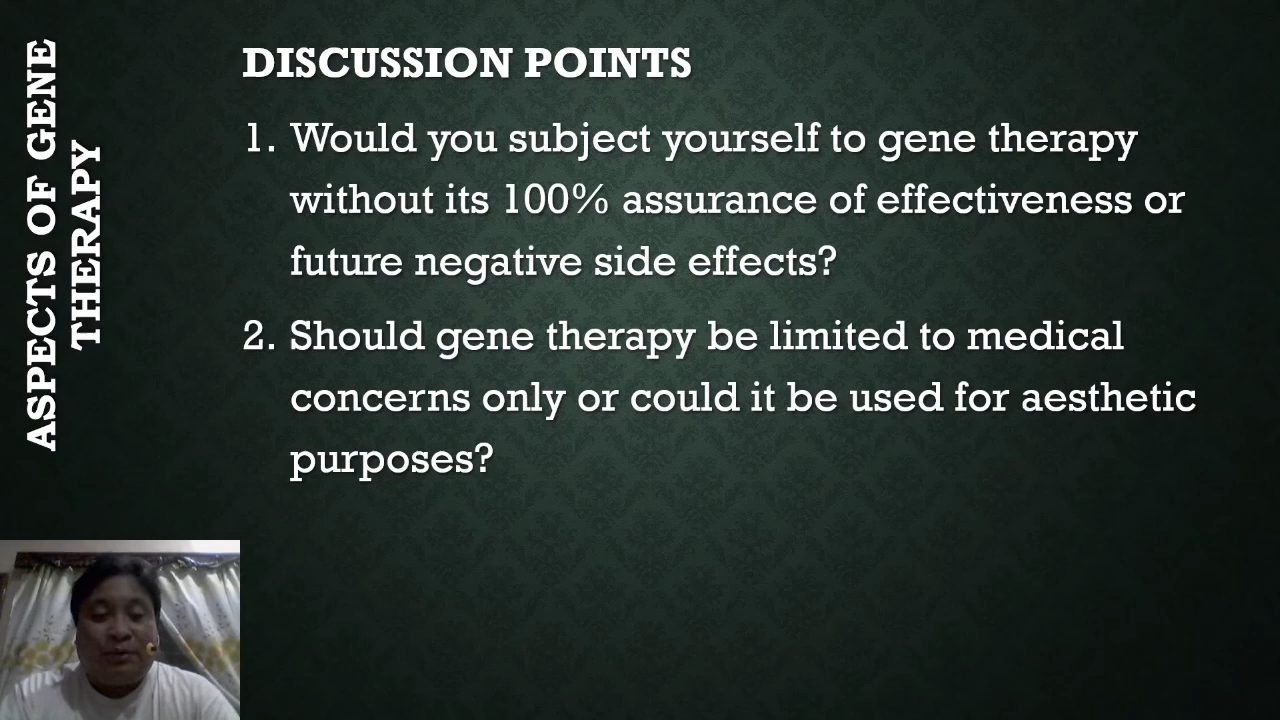 ASPECTS OF GENE
THERAPY
DISCUSSION POINTS
1. Would you subject yourself to gene therapy
without its 100% assurance of effectiveness or
future negative side effects?
2. Should gene therapy be limited to medical
concerns only or could it be used for aesthetic
purposes?